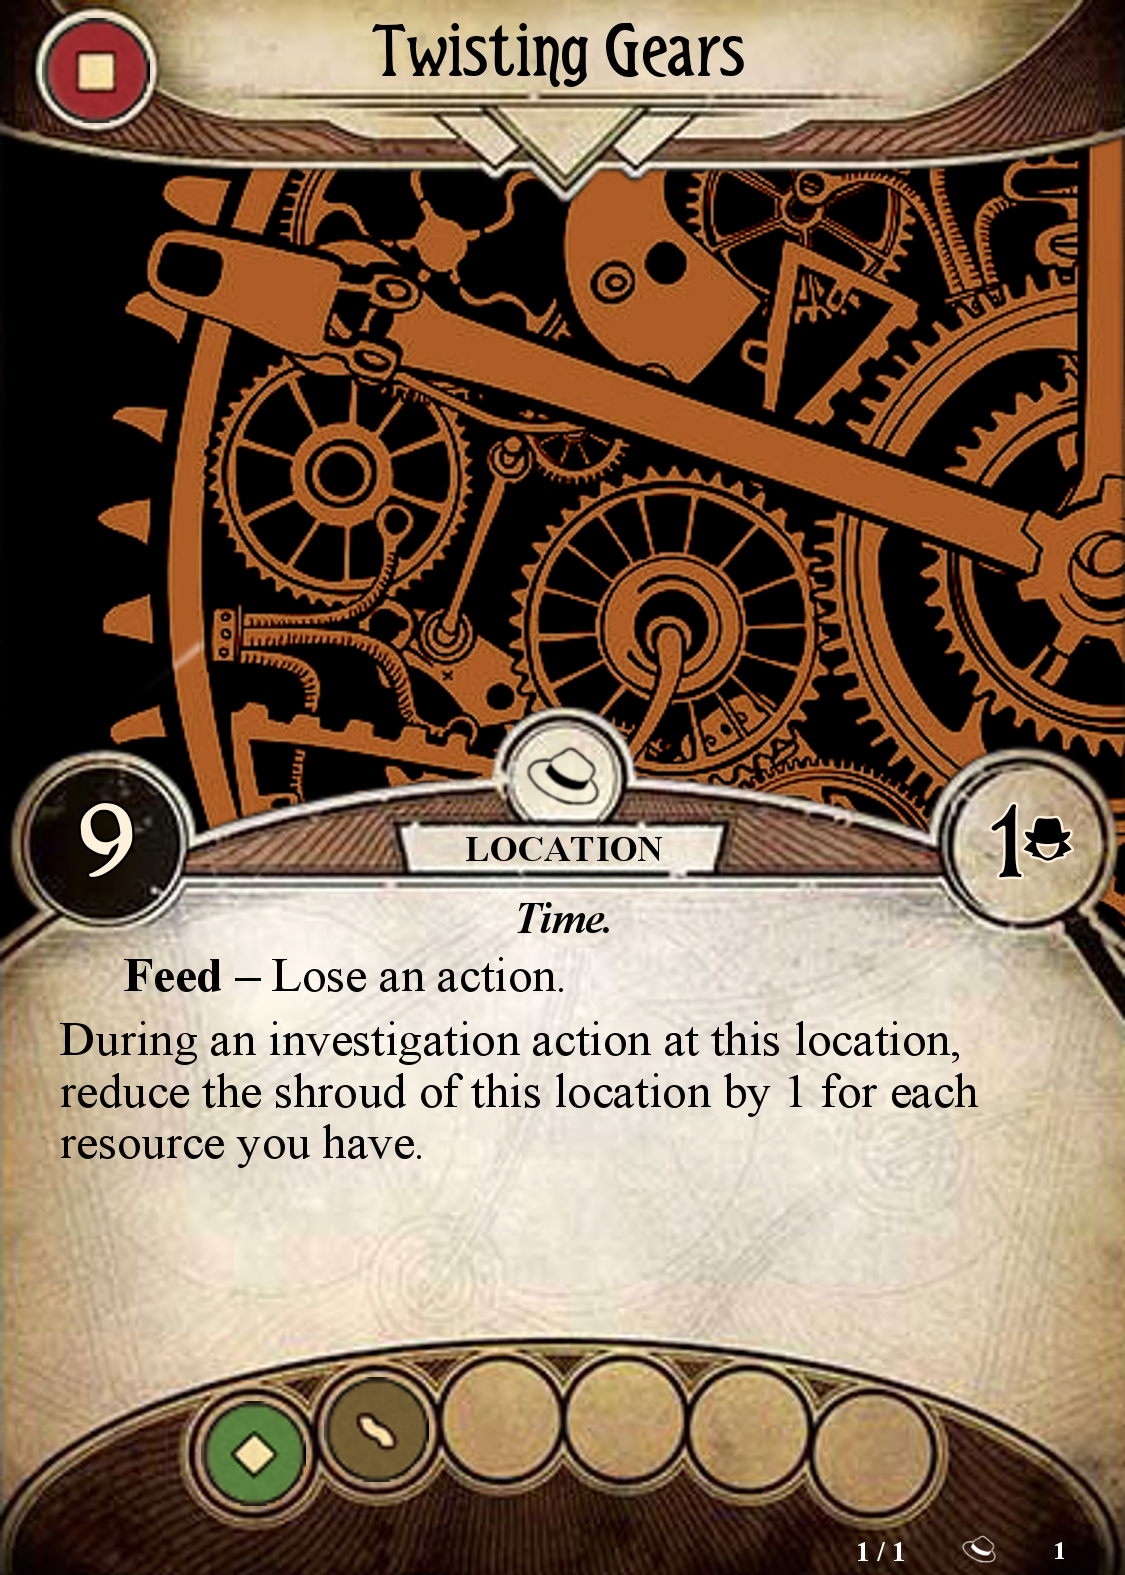 Twisting Gears
9
1
LOCATION
Time.
Feed – Lose an action.
During an investigation action at this location,
reduce the shroud of this location by 1 for each
resource you have.
1 / 1
1